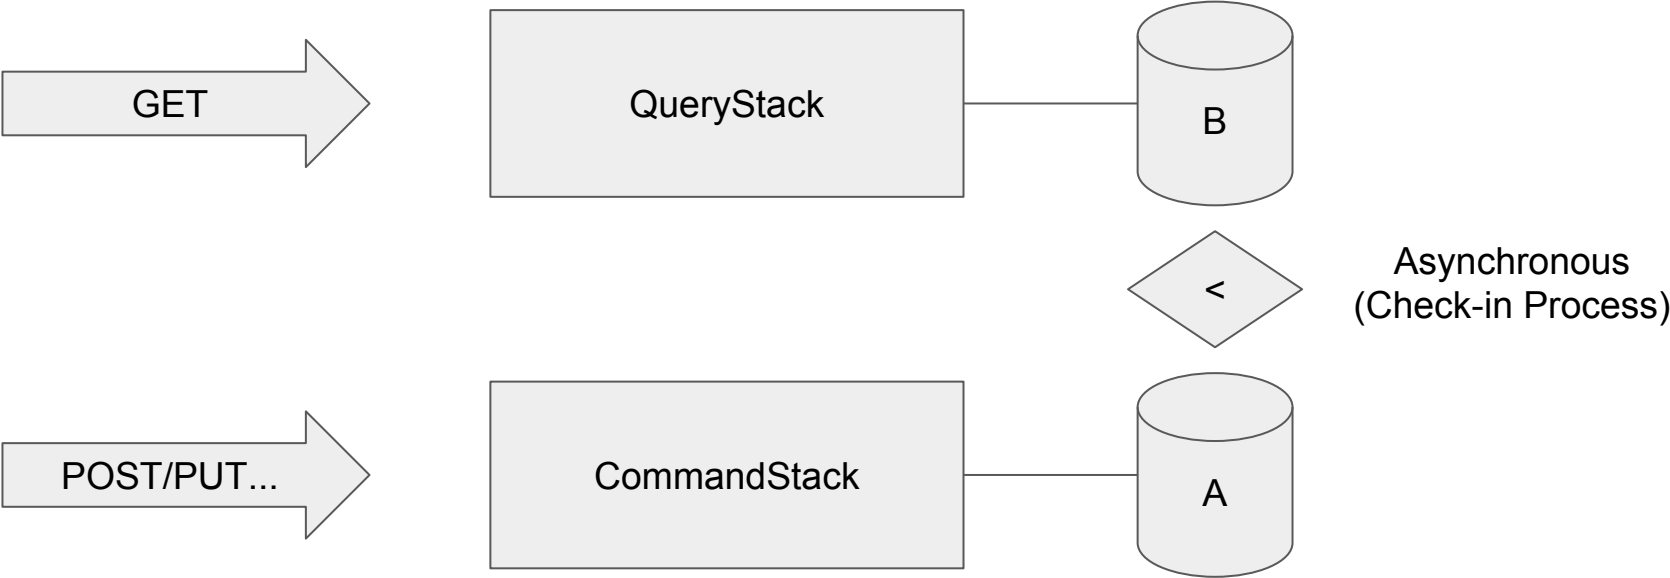 GET
QueryStack
B
<
Asynchronous
(Check-in Process)
POST/PUT...
CommandStack
A